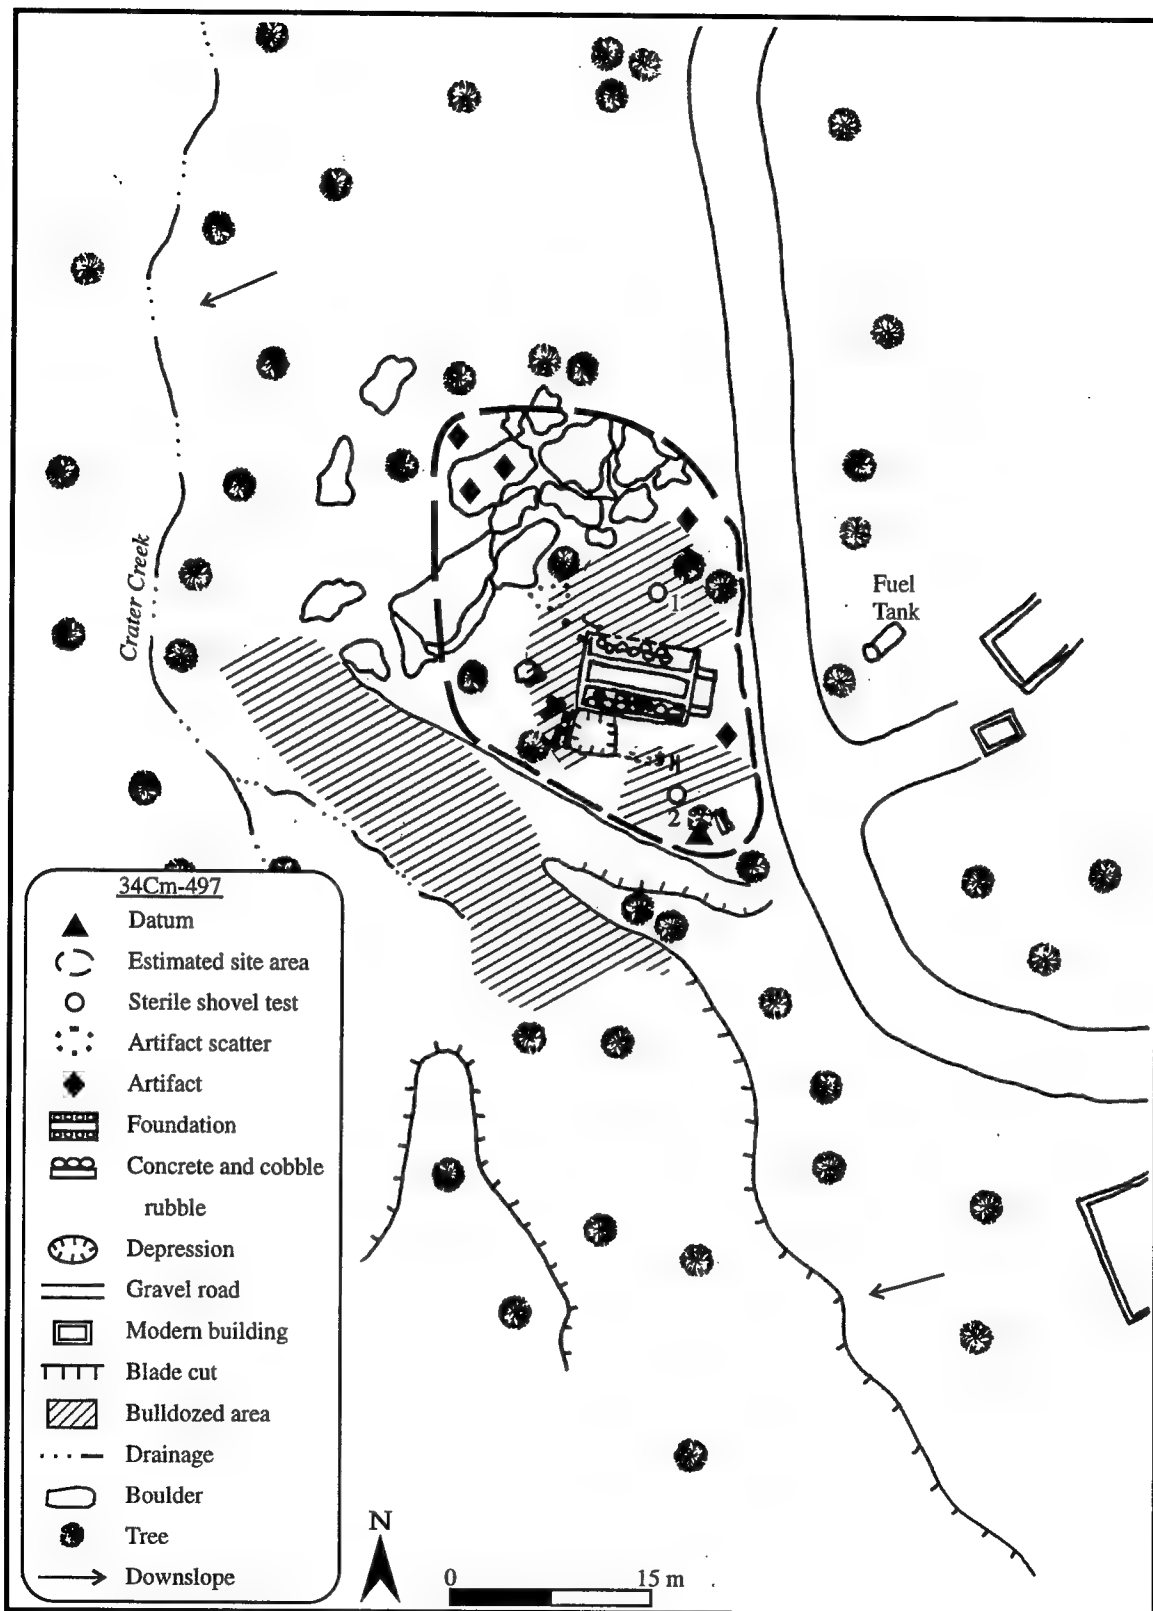 Crater Creek
Fuel
Tank
1
2
34Cm-497
Datum
Estimated site area
Sterile shovel test
Artifact scatter
Artifact
Foundation
Concrete and cobble
rubble
Depression
Gravel road
Modern building
Blade cut
Bulldozed area
Drainage
Boulder
Tree
Downslope
N
0 15 m